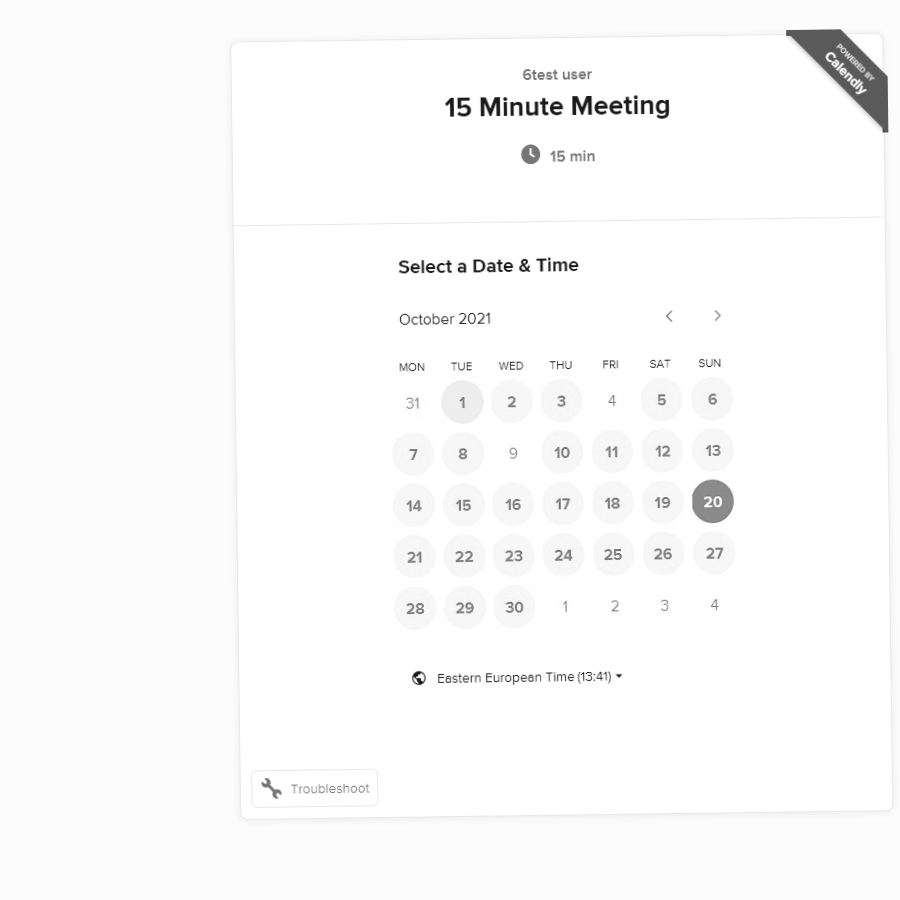 POWERED BY
Calendly
6test user
15 Minute Meeting
15 min
Select a Date & Time
October 2021
MON TUE WED THU FRI SAT SUN
31 1 2 3 4 5 6
7 8 9 10 11 12 13
14 15 16 17 18 19 20
21 22 23 24 25 26 27
28 29 30 1 2 3 4
Eastern European Time (13:41)
Troubleshoot